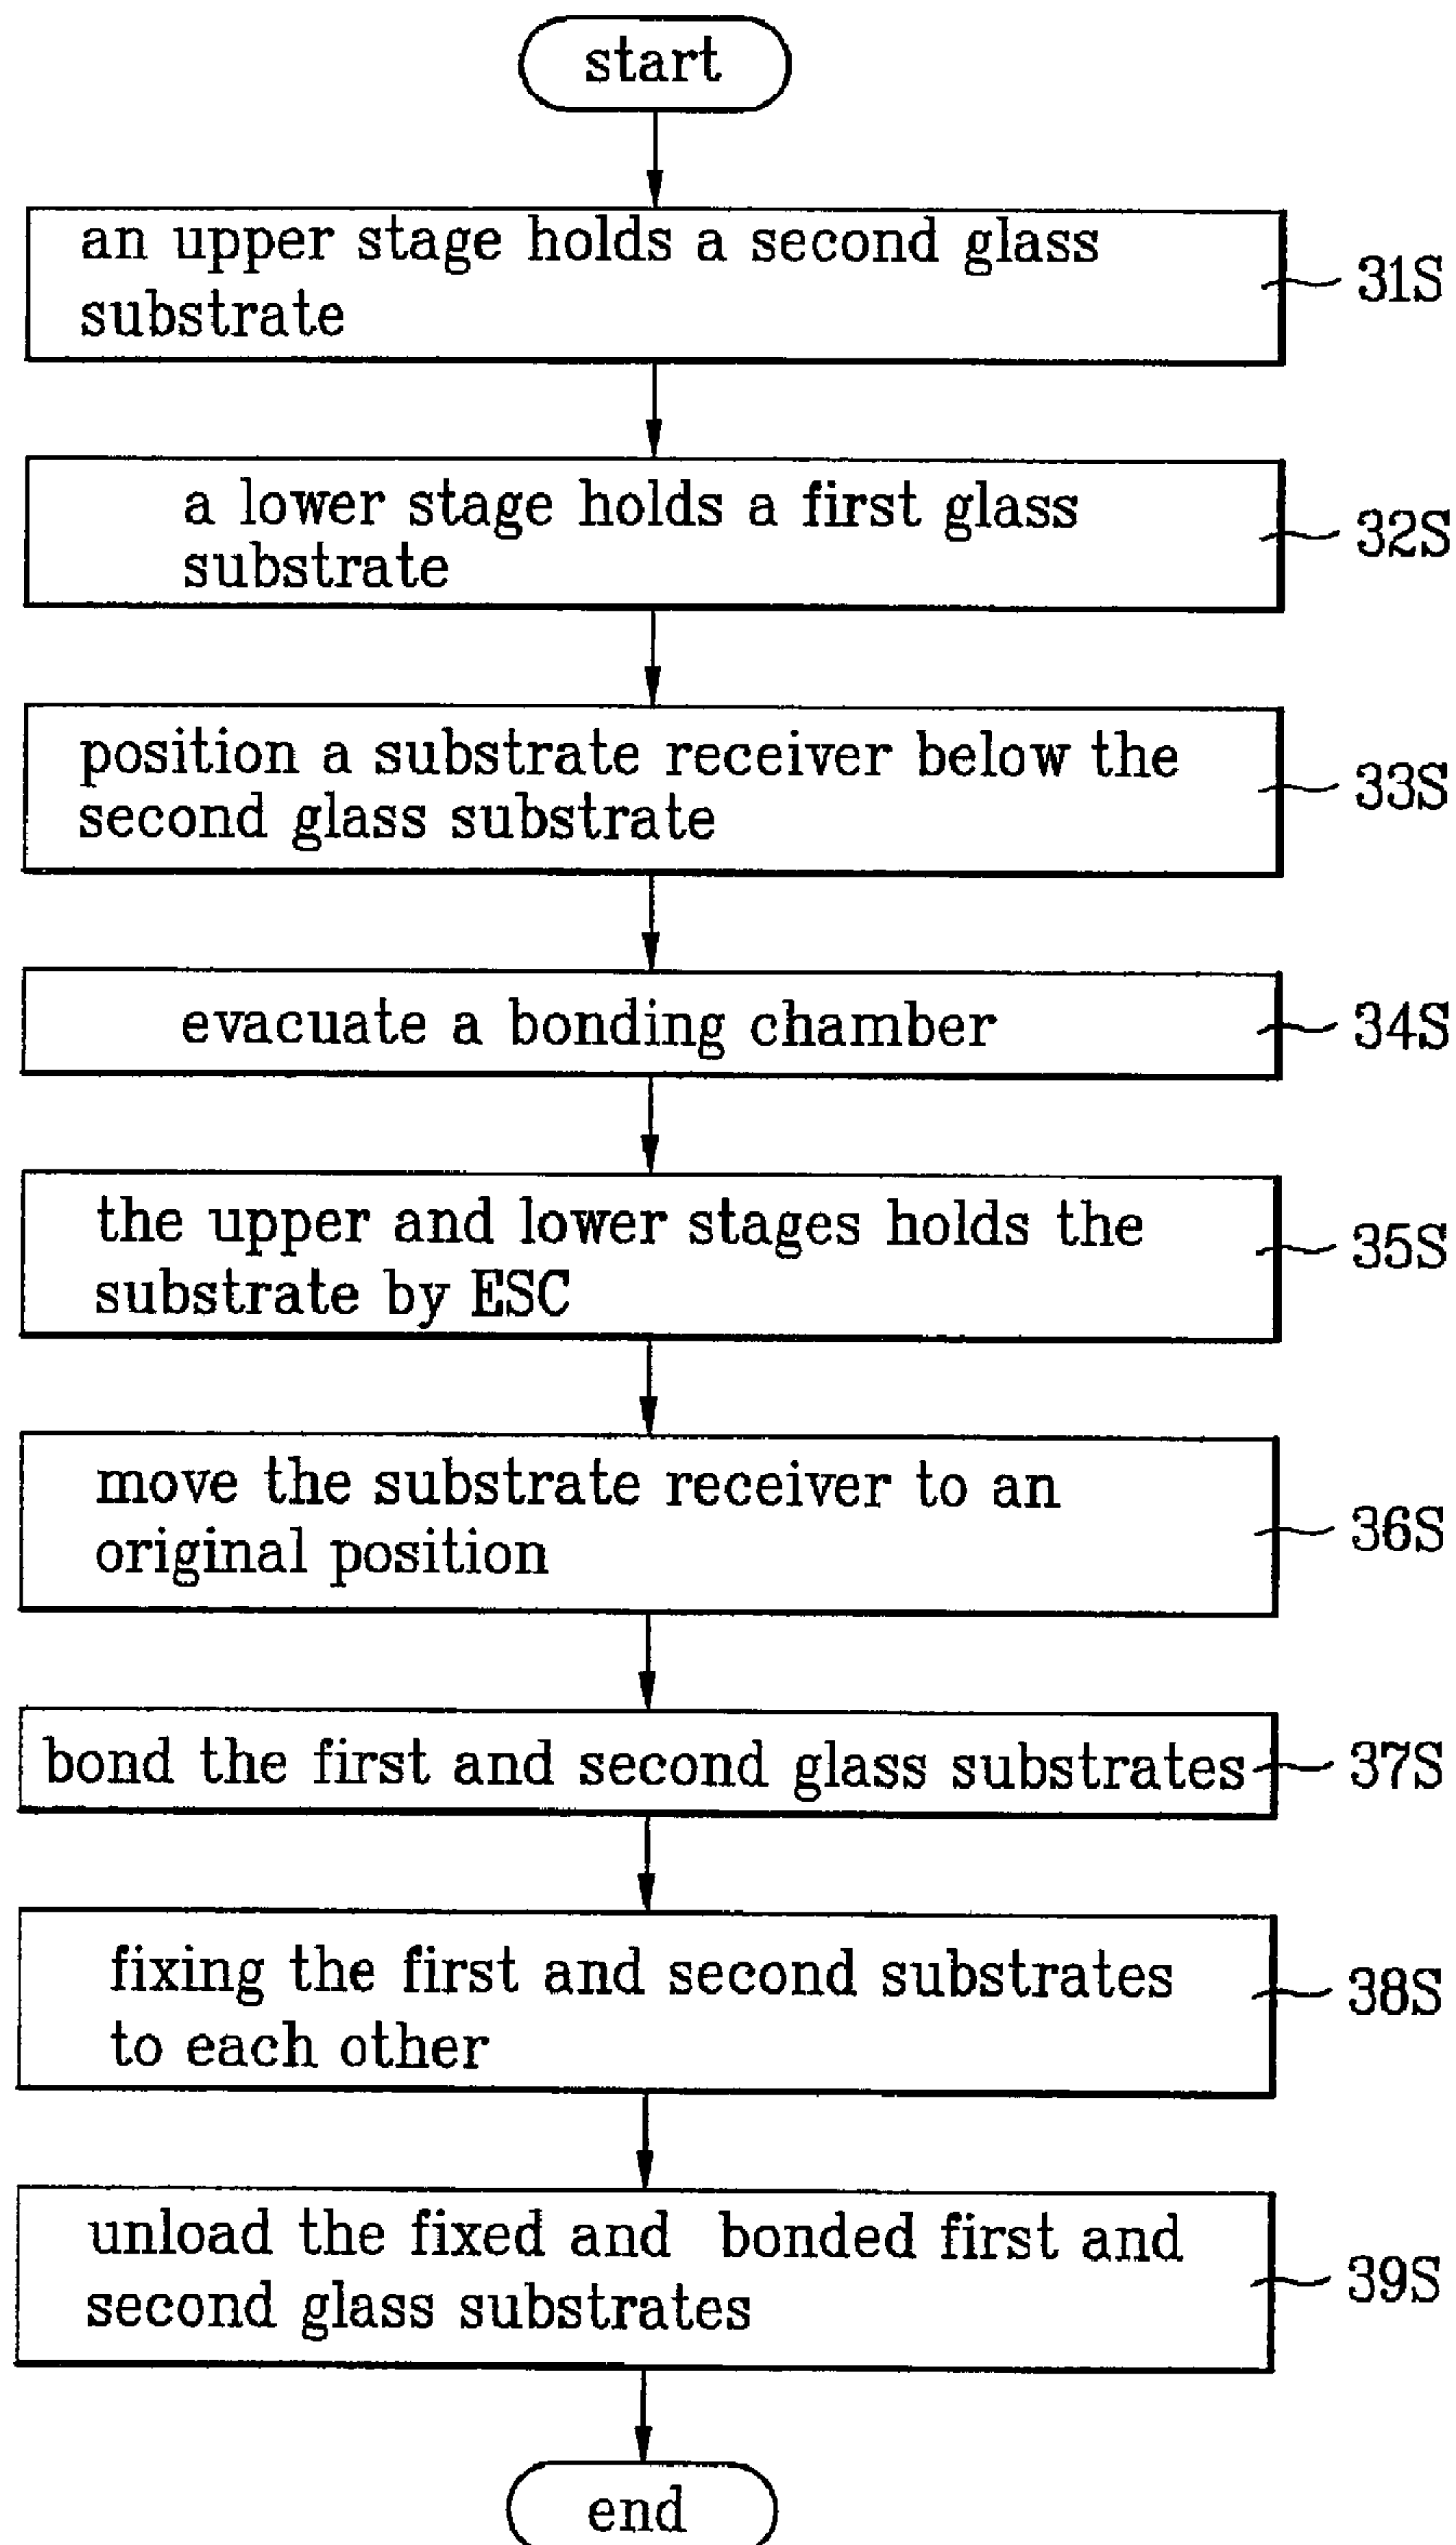 start
an upper stage holds a second glass
substrate
31S
a lower stage holds a first glass
substrate
32S
position a substrate receiver below the
second glass substrate
33S
evacuate a bonding chamber
34S
the upper and lower stages holds the
substrate by ESC
35S
move the substrate receiver to an
original position
36S
bond the first and second glass substrates
37S
fixing the first and second substrates
to each other
38S
unload the fixed and bonded first and
second glass substrates
39S
end